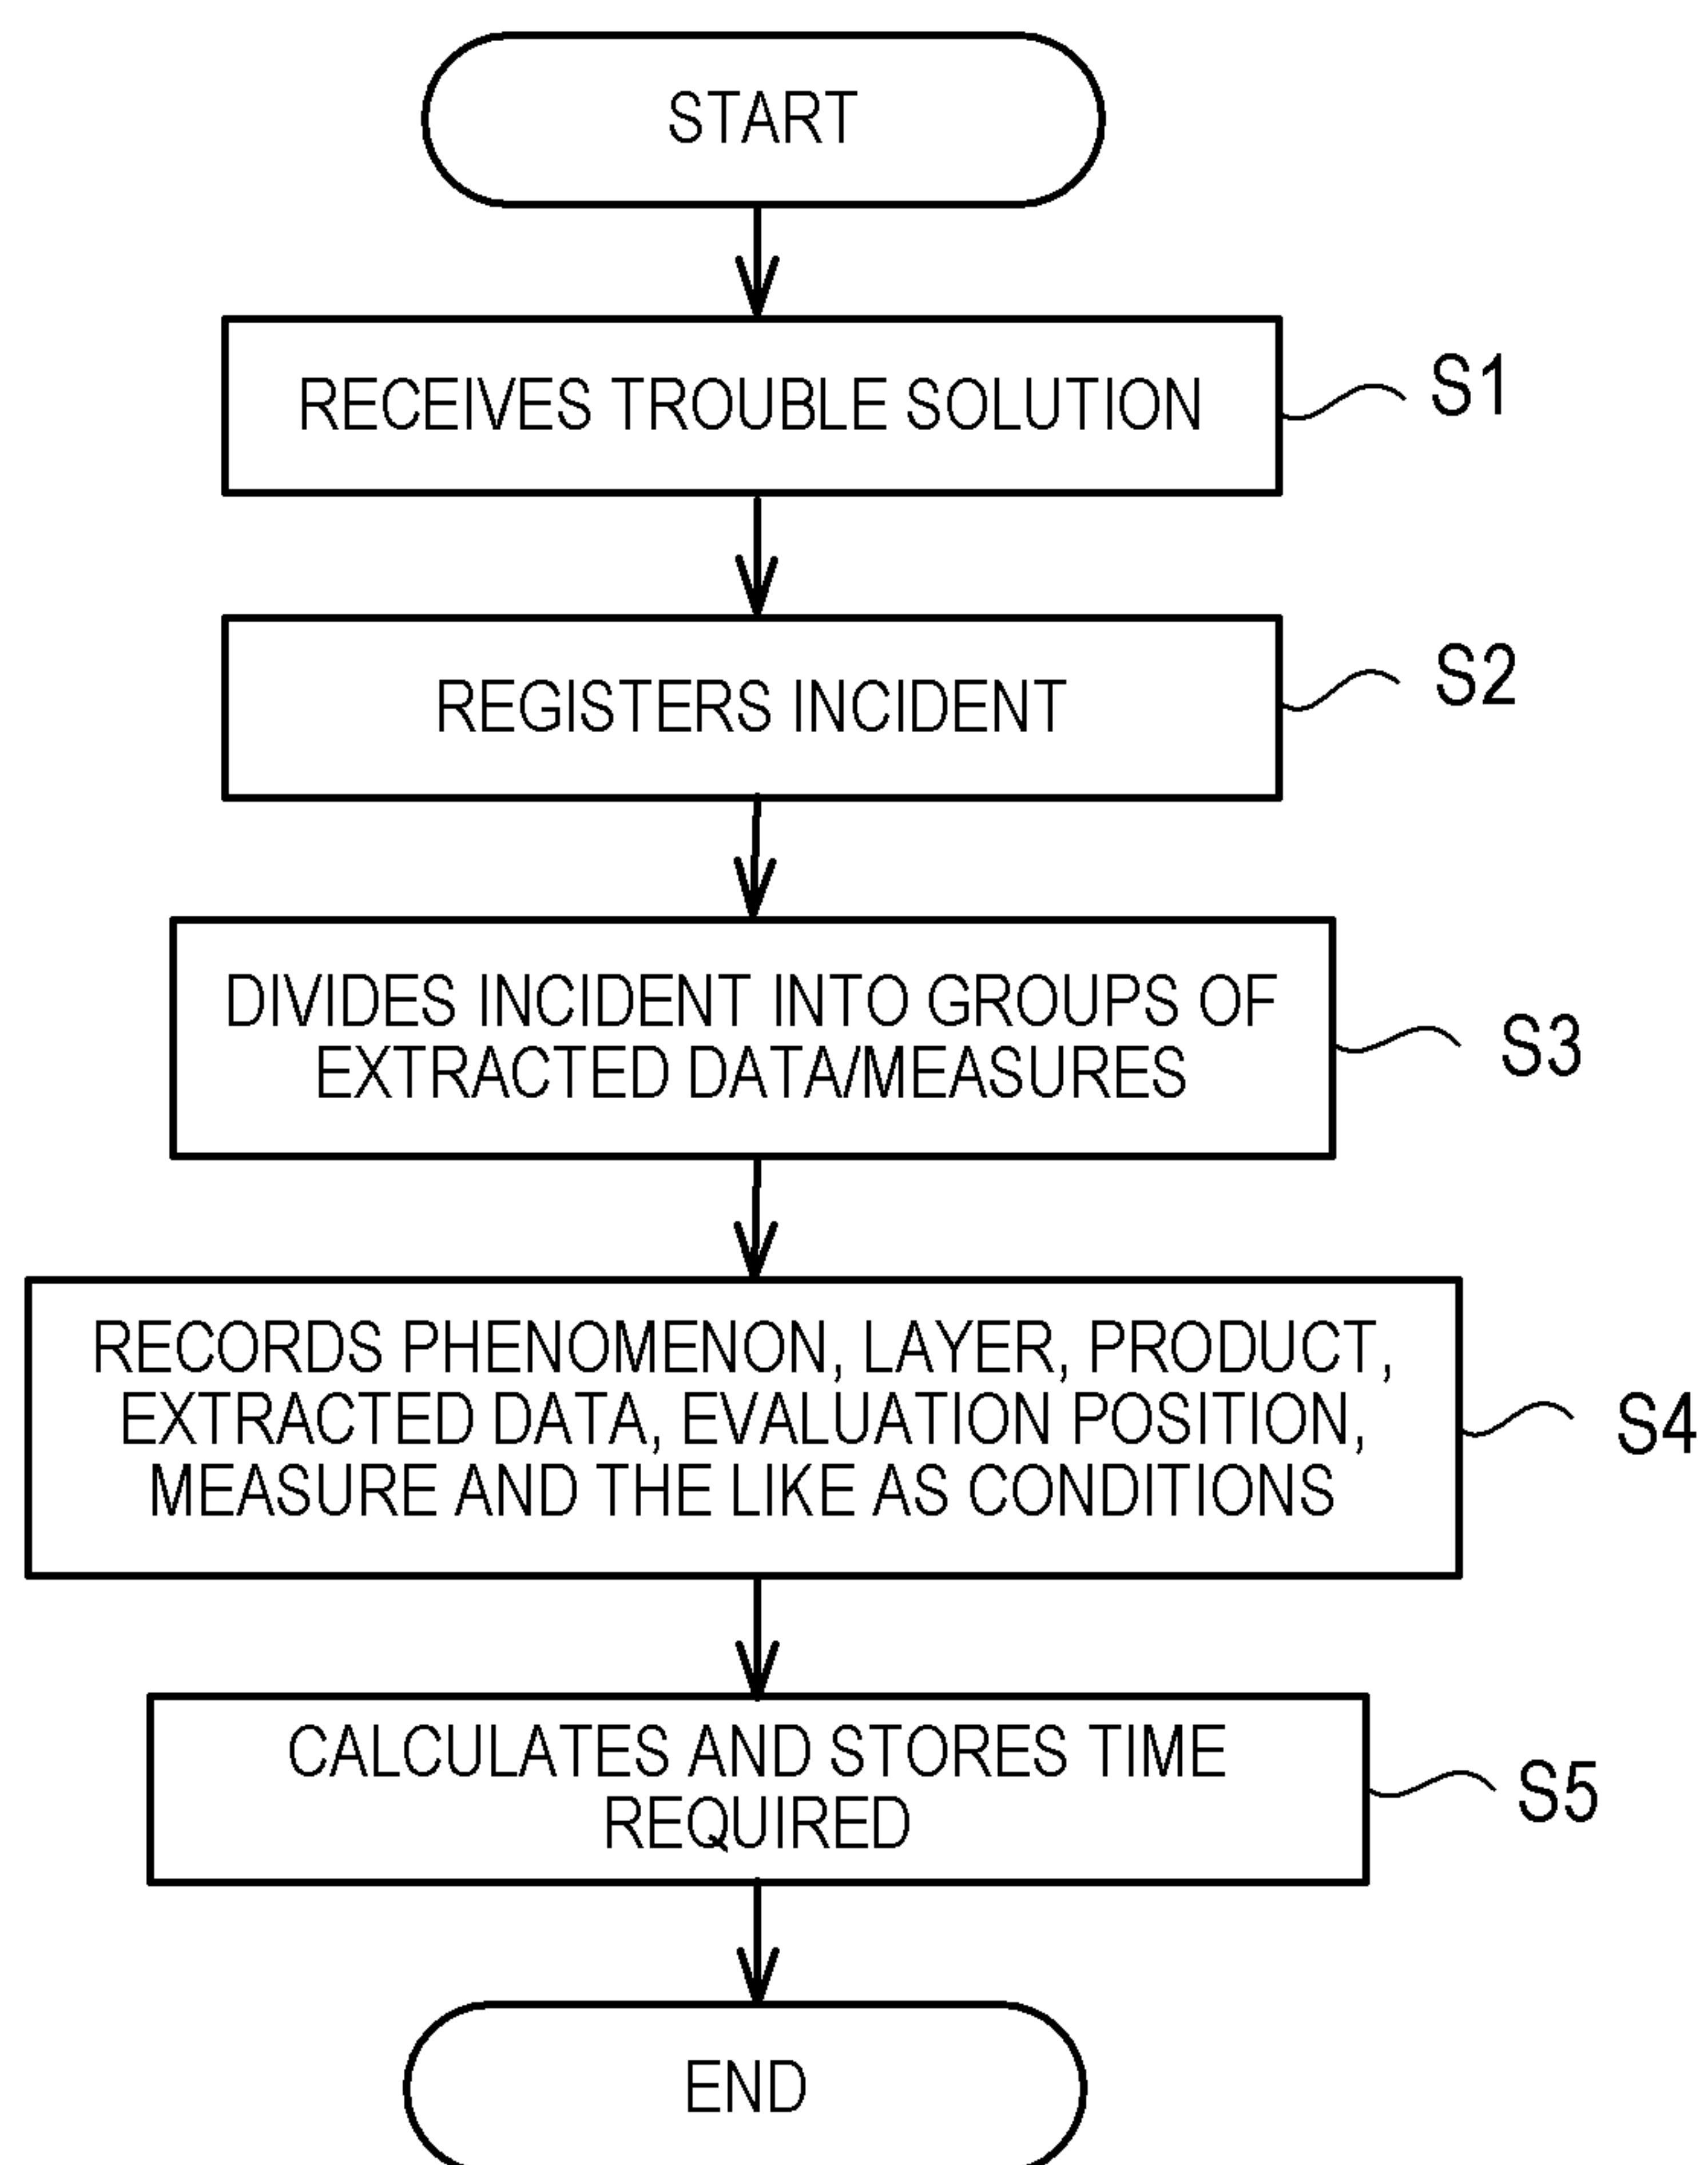 START
RECEIVES TROUBLE SOLUTION
S1
REGISTERS INCIDENT
S2
DIVIDES INCIDENT INTO GROUPS OF
EXTRACTED DATA/MEASURES
S3
RECORDS PHENOMENON, LAYER, PRODUCT,
EXTRACTED DATA, EVALUATION POSITION,
MEASURE AND THE LIKE AS CONDITIONS
S4
CALCULATES AND STORES TIME
REQUIRED
S5
END